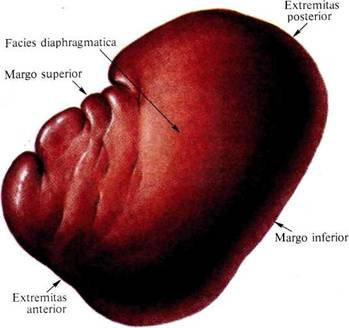 Extremitas
posterior
Facies diaphragmatica
Margo superior
Margo inferior
Extremitas
anterior